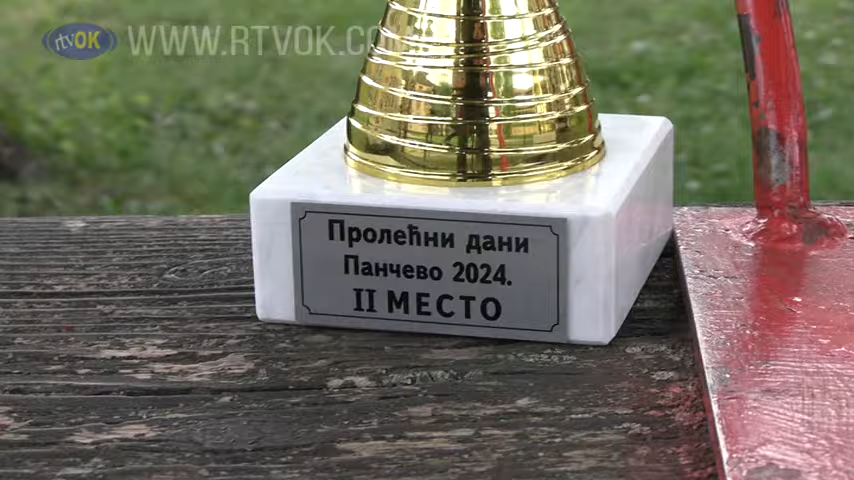 rtvOK WWW.RTVOK.CO
Пролећни дани
Панчево 2024.
II МЕСТО